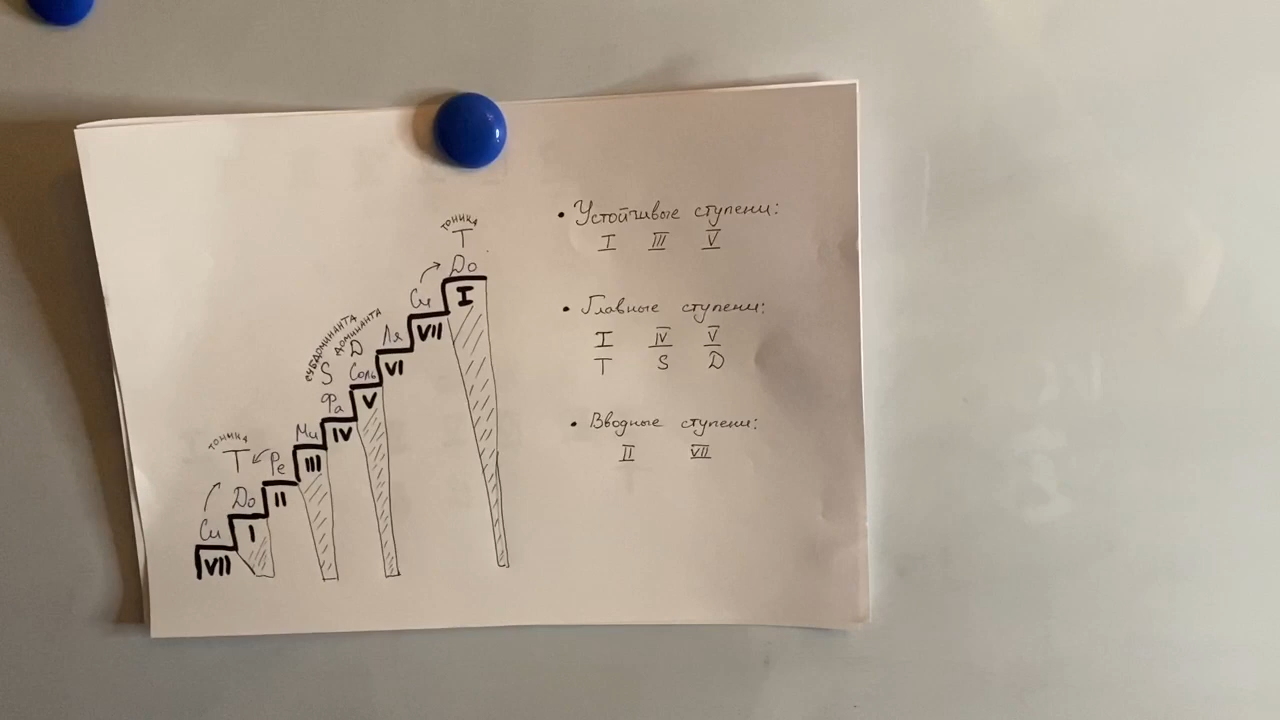 тоника
T
До
I
Си
VII
Ля
VI
субдоминанта
доминанта
S
D
Соль
V
Фа
IV
Ми
III
тоника
T
Ре
II
До
I
Си
VII
• Устойчивые ступени:
I III V
• Главные ступени:
I IV V
T S D
• Вводные ступени:
II VII